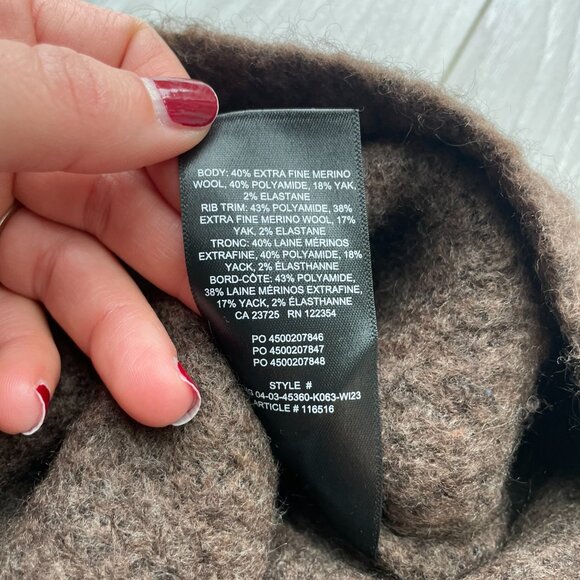 BODY: 40% EXTRA FINE MERINO
WOOL, 40% POLYAMIDE, 18% YAK,
2% ELASTANE
RIB TRIM: 43% POLYAMIDE, 38%
EXTRA FINE MERINO WOOL, 17%
YAK, 2% ELASTANE
TRONC: 40% LAINE MÉRINOS
EXTRAFINE, 40% POLYAMIDE, 18%
YACK, 2% ÉLASTHANNE
BORD-CÔTE: 43% POLYAMIDE,
38% LAINE MÉRINOS EXTRAFINE,
17% YACK, 2% ÉLASTHANNE
CA 23725 RN 122354
PO 4500207846
PO 4500207847
PO 4500207848
STYLE #
04-03-45360-K063-WI23
ARTICLE # 116516